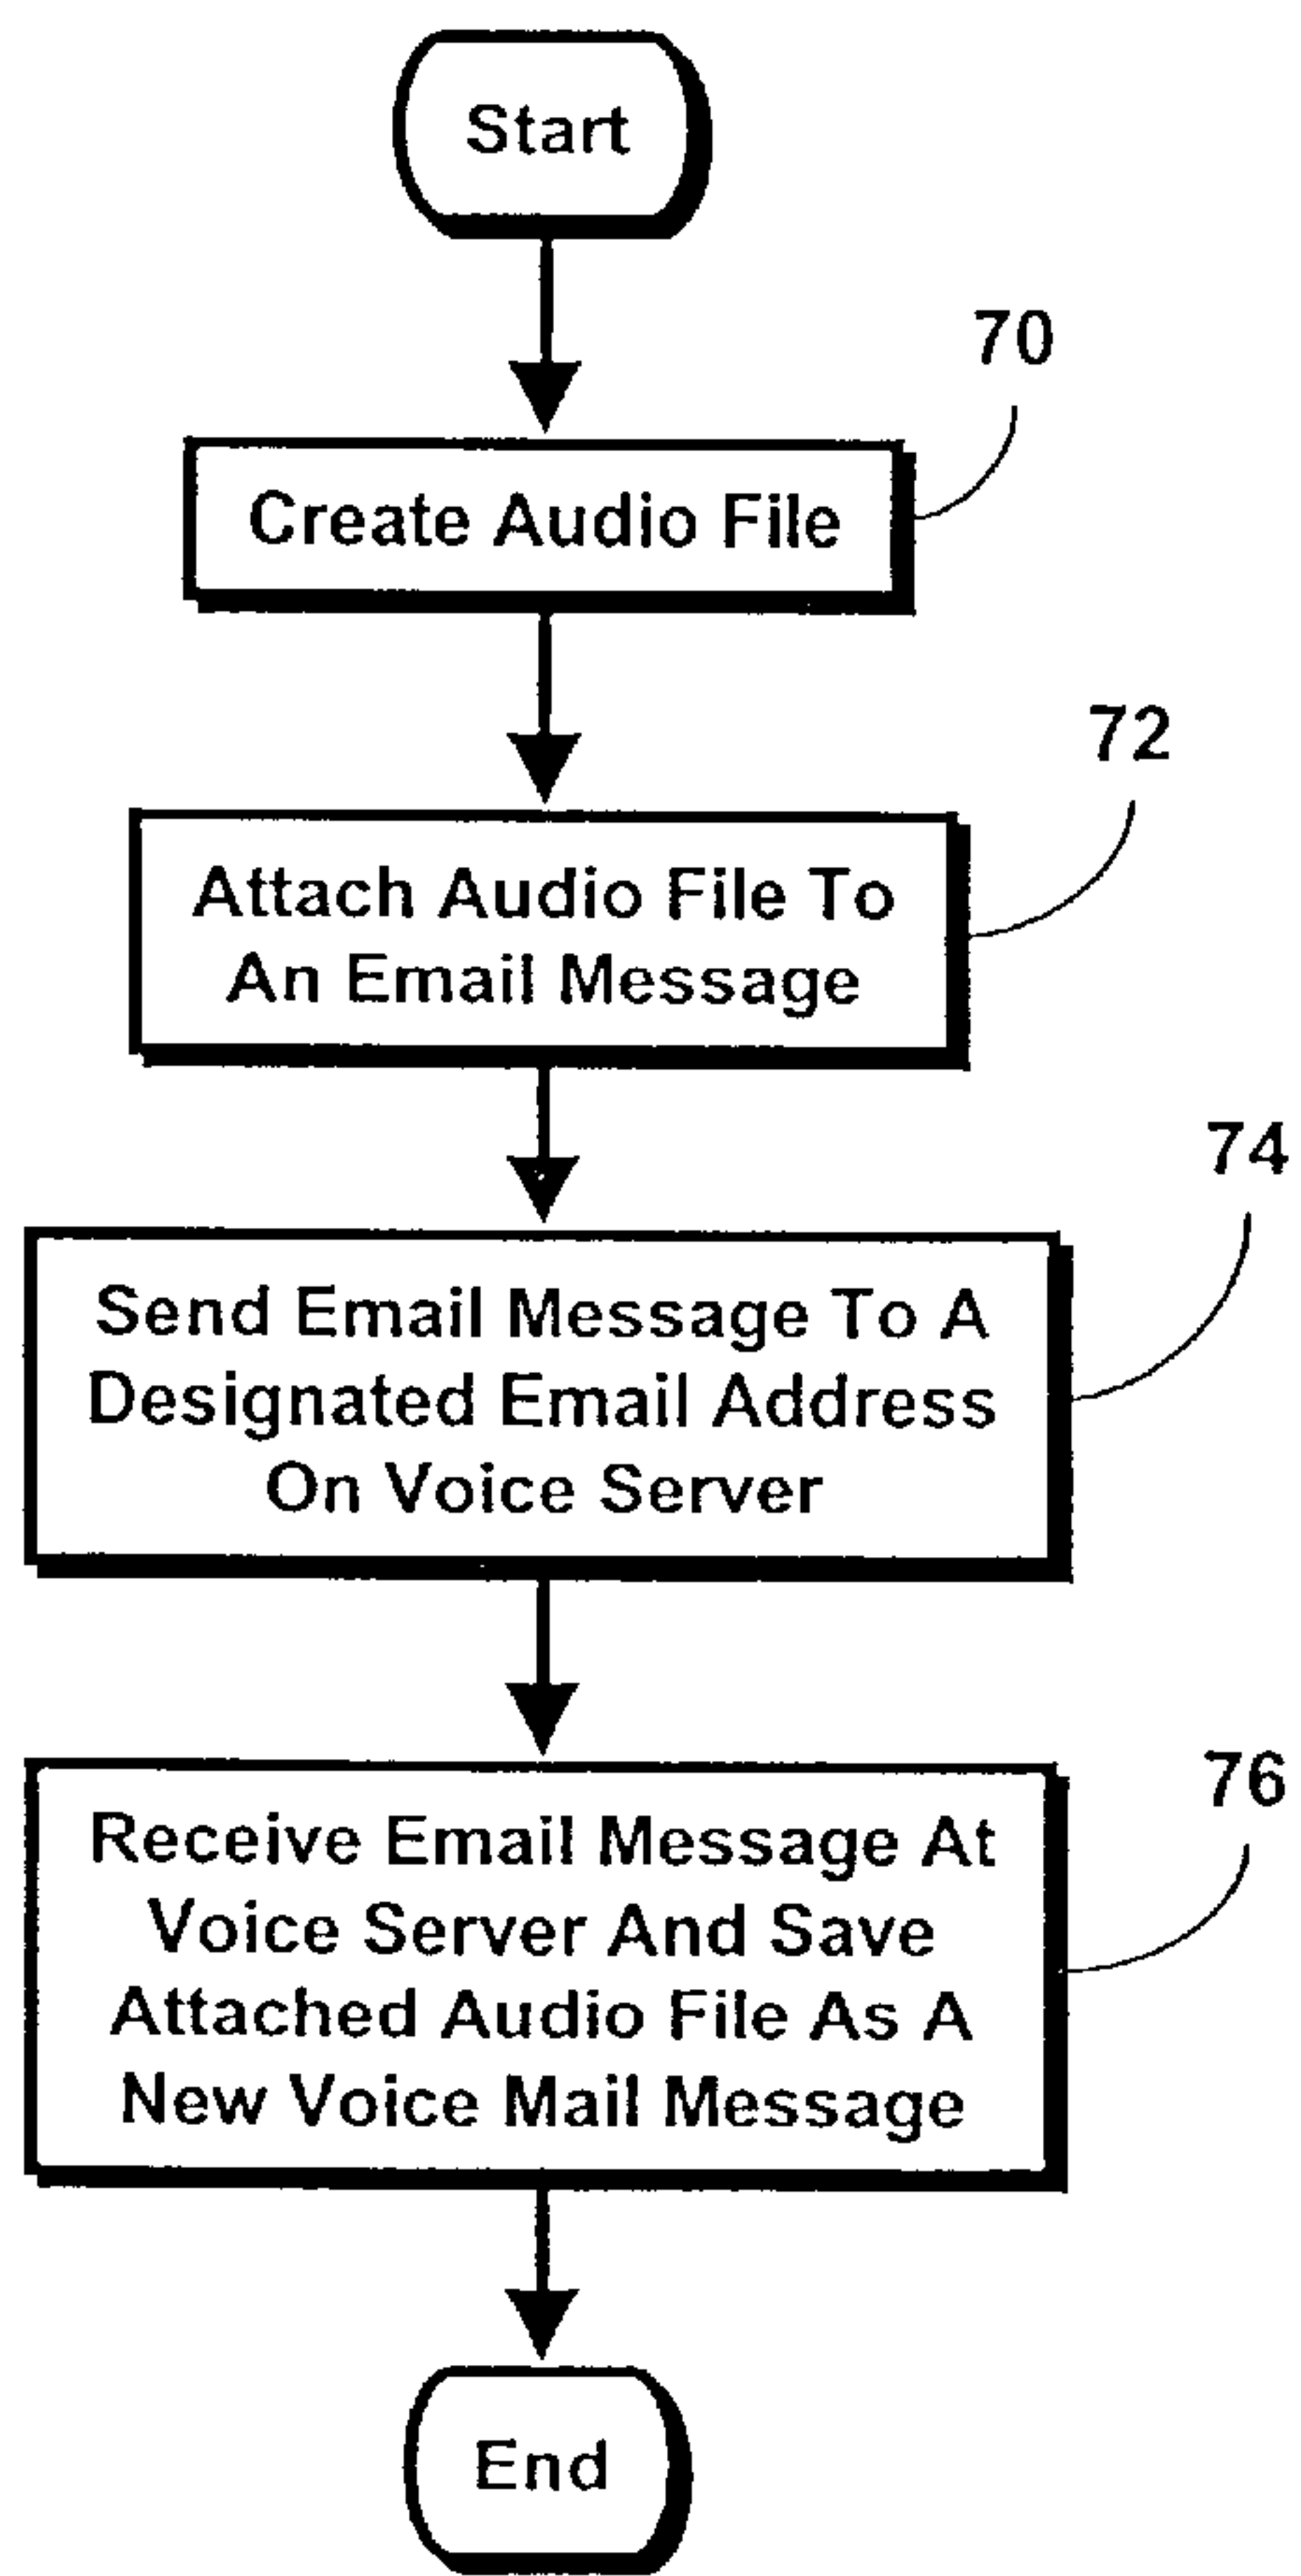 Start
70
Create Audio File
72
Attach Audio File To
An Email Message
74
Send Email Message To A
Designated Email Address
On Voice Server
76
Receive Email Message At
Voice Server And Save
Attached Audio File As A
New Voice Mail Message
End